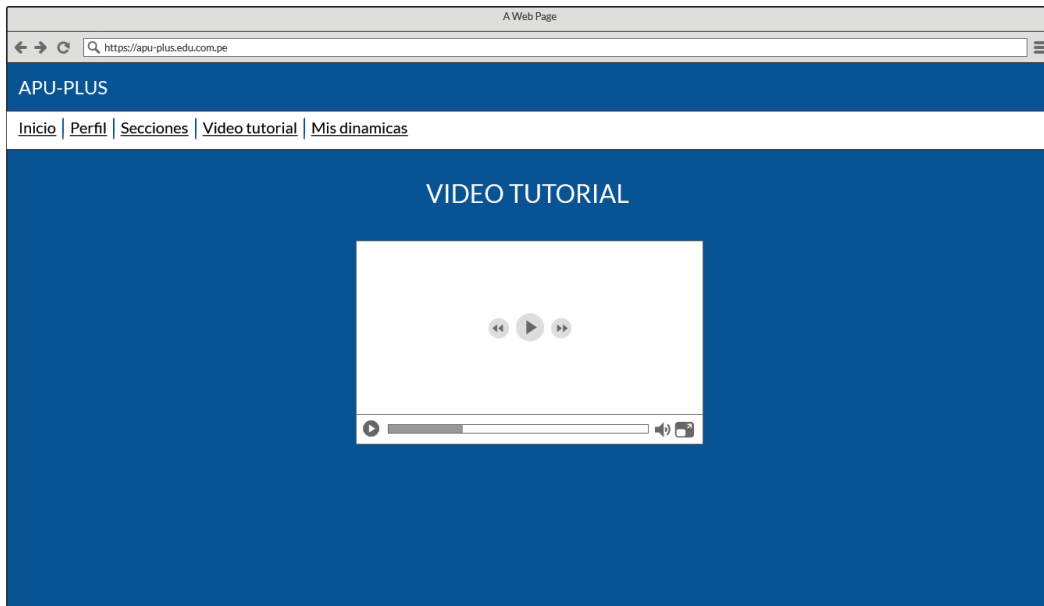 A Web Page
https://apu-plus.edu.com.pe
APU-PLUS
Inicio Perfil Secciones Video tutorial Mis dinamicas
VIDEO TUTORIAL